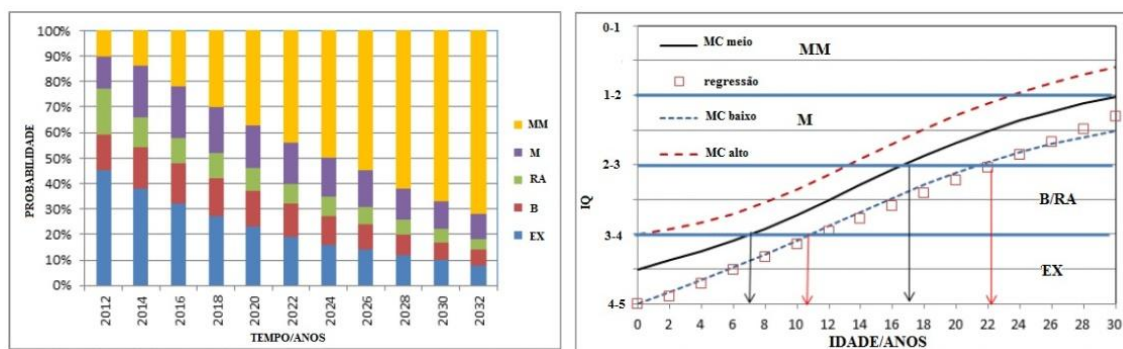 PROBABILIDADE
100%
90%
80%
70%
60%
50%
40%
30%
20%
10%
0%
2012
2014
2016
2018
2020
2022
2024
2026
2028
2030
2032
TEMPO/ANOS
MM
M
RA
B
EX
IQ
0-1
1-2
2-3
3-4
4-5
MC meio
regressão
MC baixo
MC alto
MM
M
B/RA
EX
0 2 4 6 8 10 12 14 16 18 20 22 24 26 28 30
IDADE/ANOS